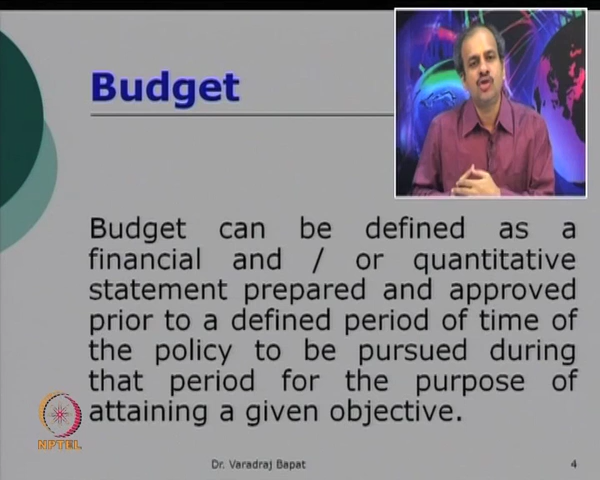 Budget
Budget can be defined as a
financial and / or quantitative
statement prepared and approved
prior to a defined period of time of
the policy to be pursued during
that period for the purpose of
attaining a given objective.
NPTEL
Dr. Varadraj Bapat
4